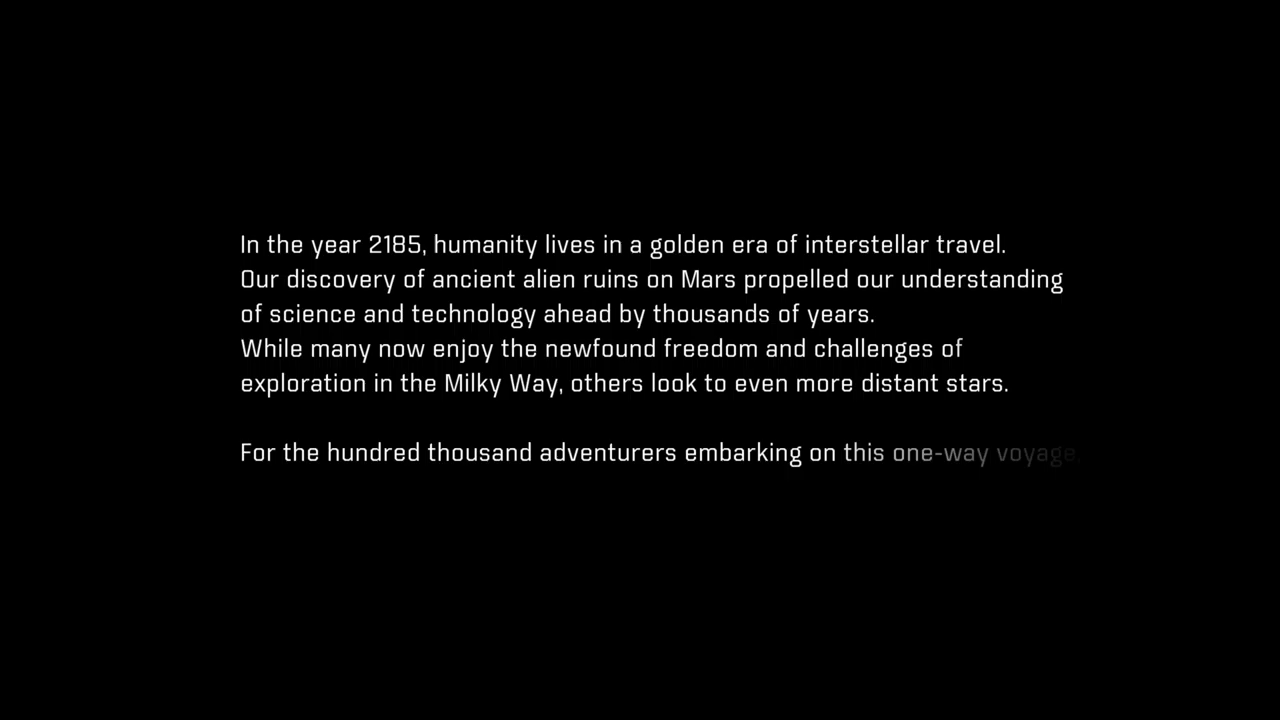 In the year 2185, humanity lives in a golden era of interstellar travel.
Our discovery of ancient alien ruins on Mars propelled our understanding
of science and technology ahead by thousands of years.
While many now enjoy the newfound freedom and challenges of
exploration in the Milky Way, others look to even more distant stars.
For the hundred thousand adventurers embarking on this one-way voyage,